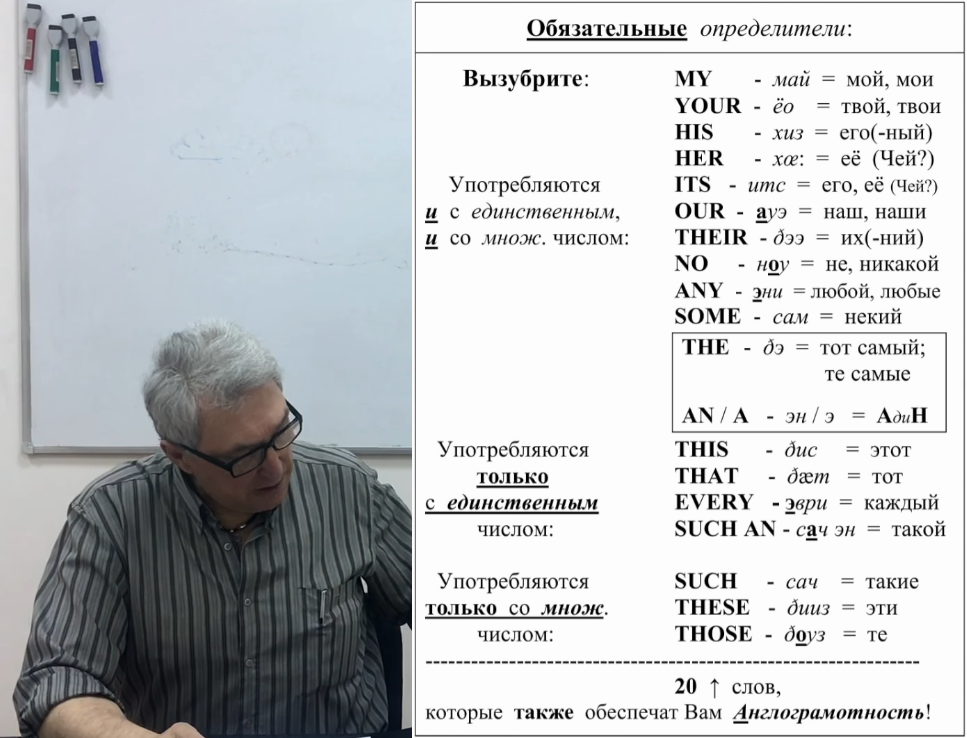 Обязательные определители:
Вызубрите:
MY - май = мой, мои
YOUR - ёо = твой, твои
HIS - хиз = его(-ный)
HER - хæ: = её (Чей?)
Употребляются
и с единственным,
и со множ. числом:
ITS - итс = его, её (Чей?)
OUR - ауэ = наш, наши
THEIR - ðээ = их(-ний)
NO - ноу = не, никакой
ANY - эни = любой, любые
SOME - сам = некий
THE - ðэ = тот самый;
те самые
AN / A - эн / э = АдиН
Употребляются
только
с единственным
числом:
THIS - ðис = этот
THAT - ðæт = тот
EVERY - эври = каждый
SUCH AN - сач эн = такой
Употребляются
только со множ.
числом:
SUCH - сач = такие
THESE - ðииз = эти
THOSE - ðоуз = те
20 ↑ слов,
которые также обеспечат Вам Англограмотность!